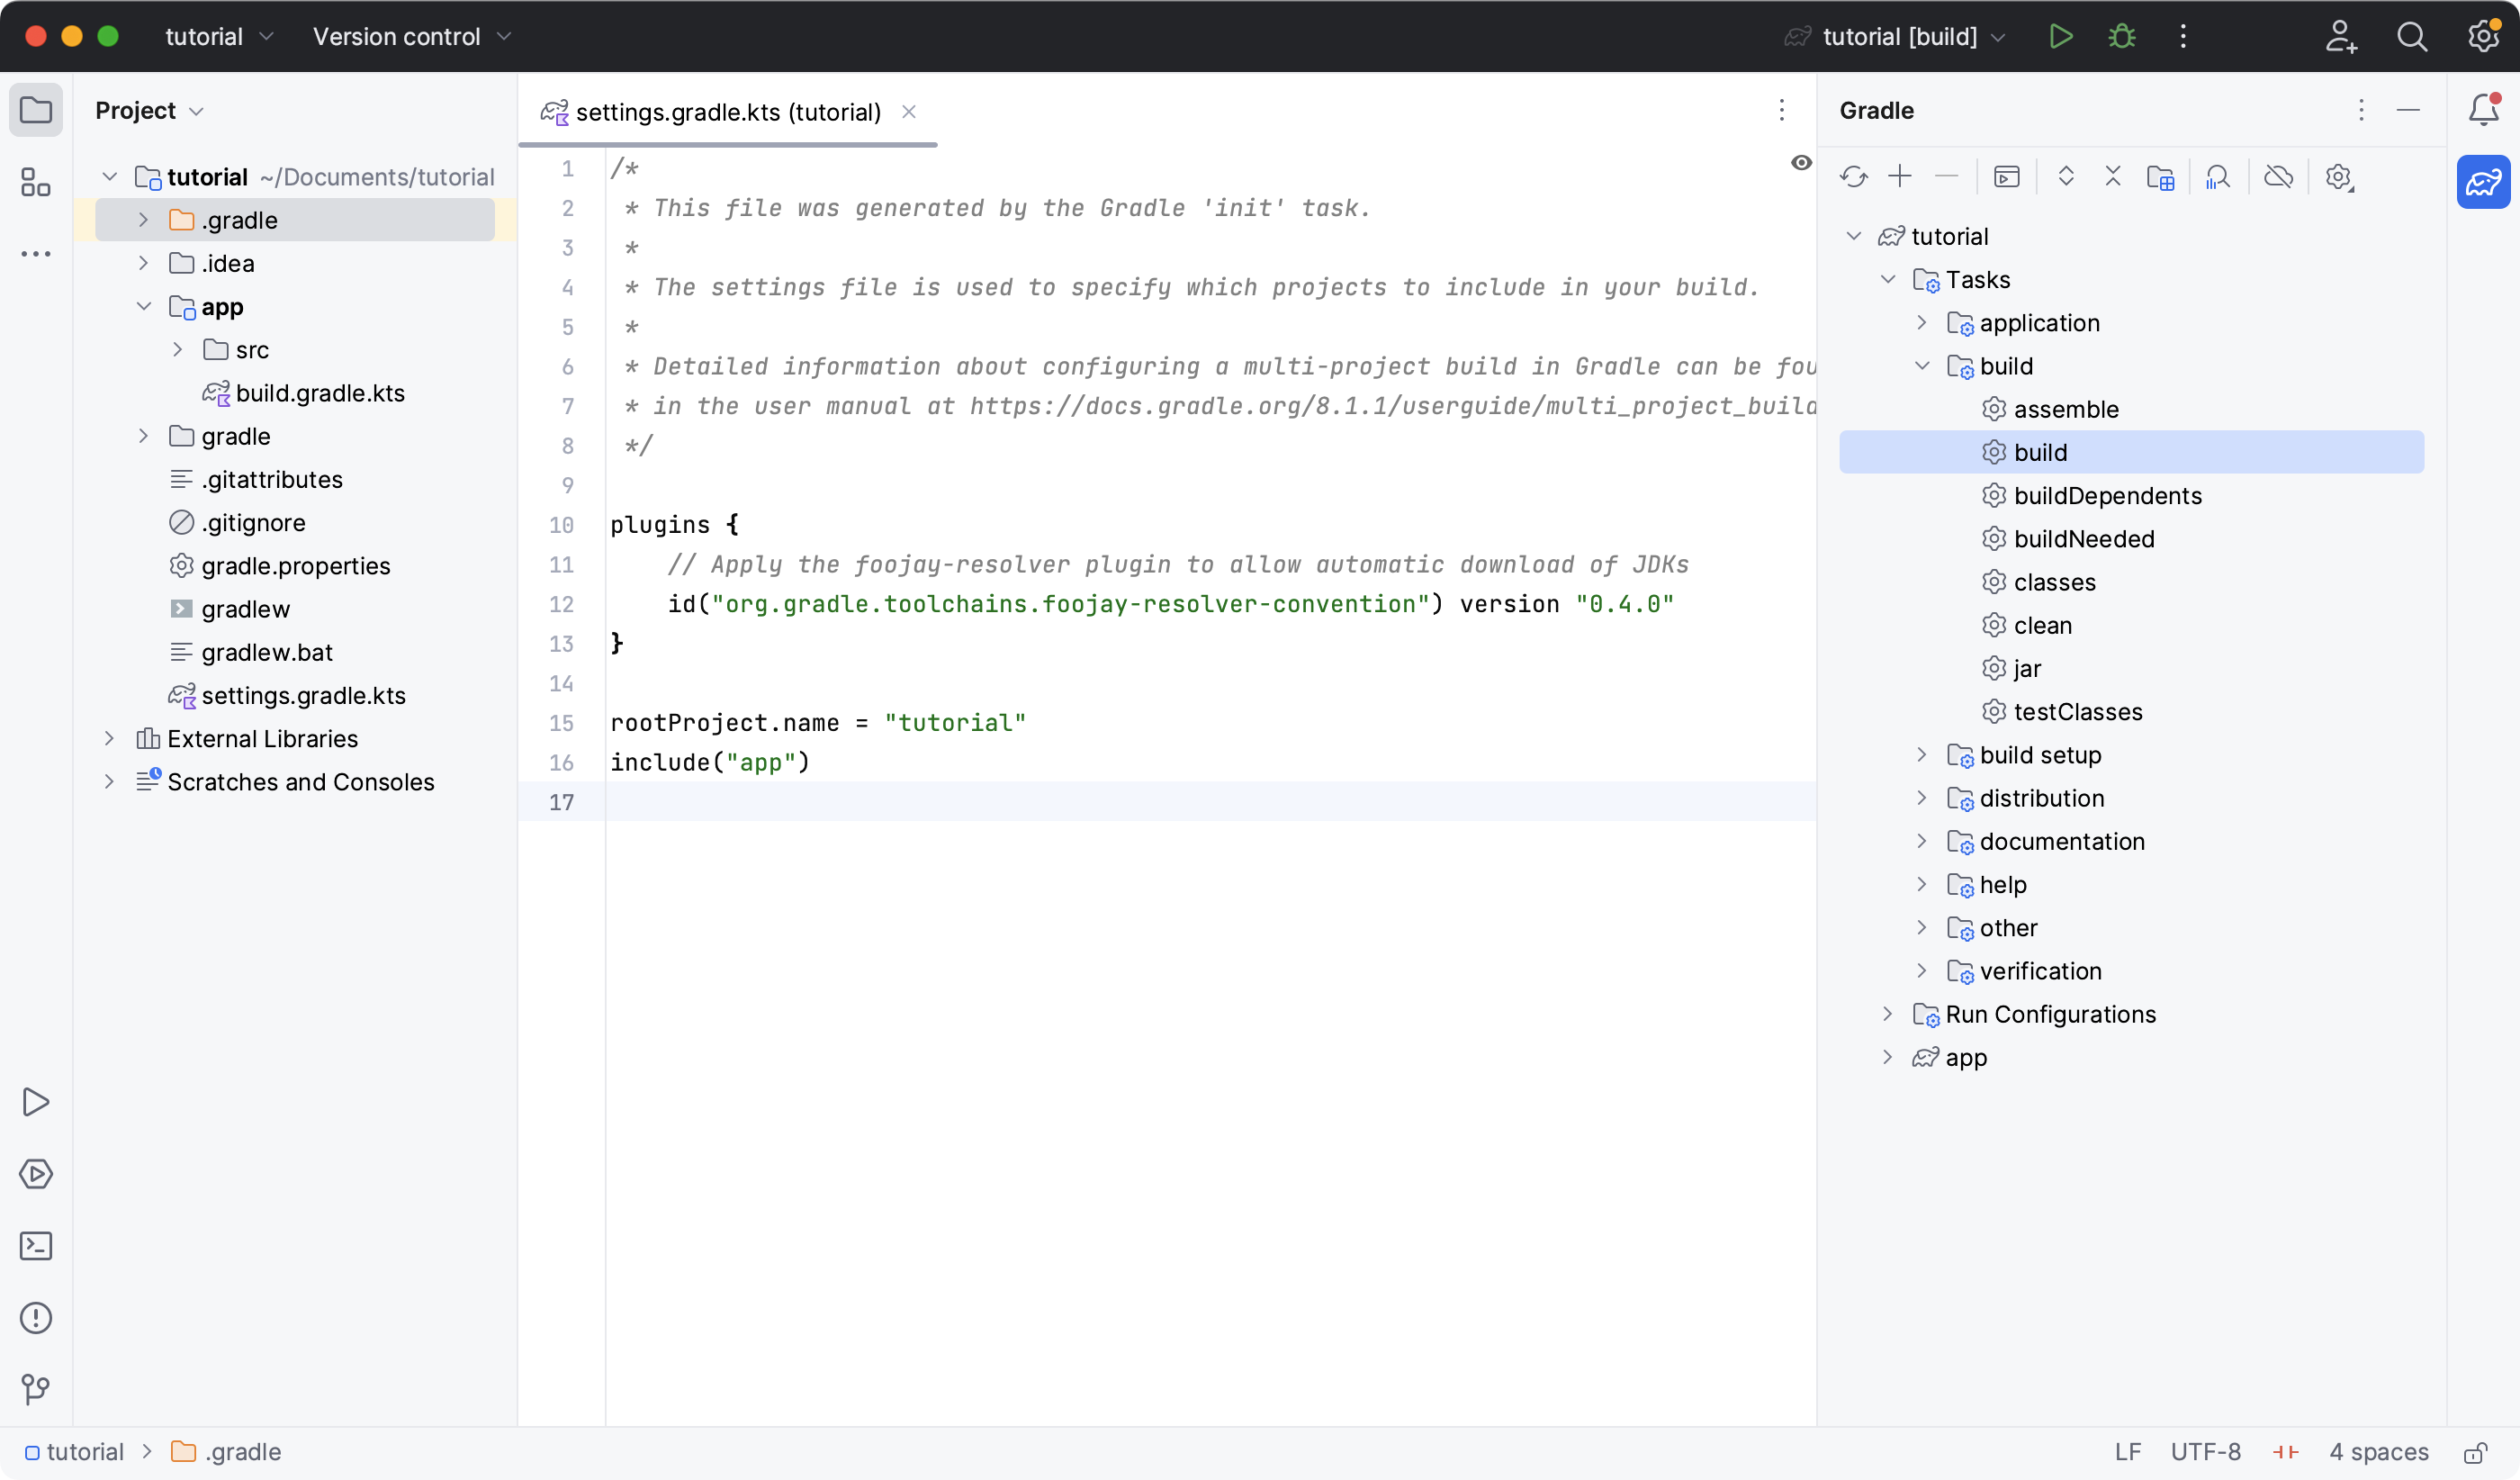 tutorial
Version control
tutorial [build]
Project
tutorial ~/Documents/tutorial
.gradle
.idea
app
src
build.gradle.kts
gradle
.gitattributes
.gitignore
gradle.properties
gradlew
gradlew.bat
settings.gradle.kts
External Libraries
Scratches and Consoles
settings.gradle.kts (tutorial)
1 /*
2 * This file was generated by the Gradle 'init' task.
3 *
4 * The settings file is used to specify which projects to include in your build.
5 *
6 * Detailed information about configuring a multi-project build in Gradle can be fou
7 * in the user manual at https://docs.gradle.org/8.1.1/userguide/multi_project_build
8 */
9
10 plugins {
11 // Apply the foojay-resolver plugin to allow automatic download of JDKs
12 id("org.gradle.toolchains.foojay-resolver-convention") version "0.4.0"
13 }
14
15 rootProject.name = "tutorial"
16 include("app")
17
Gradle
tutorial
Tasks
application
build
assemble
build
buildDependents
buildNeeded
classes
clean
jar
testClasses
build setup
distribution
documentation
help
other
verification
Run Configurations
app
tutorial > .gradle
LF UTF-8 4 spaces